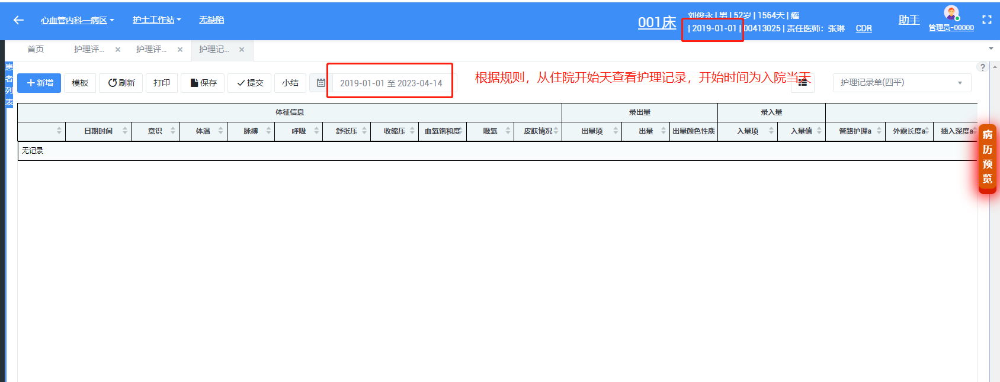 心血管内科—病区 护士工作站 无缺陷
001床
刘俊永 | 男 | 52岁 | 1564天 | 瘤
| 2019-01-01 | 00413025 | 责任医师：张琳 CDR
助手 管理员-00000
首页 护理评... × 护理评... × 护理记... ×
患者列表
新增 模板 刷新 打印 保存 提交 小结 2019-01-01 至 2023-04-14
根据规则，从住院开始天查看护理记录，开始时间为入院当天
护理记录单(四平)
?
体征信息 录出量 录入量
日期时间 意识 体温 脉搏 呼吸 舒张压 收缩压 血氧饱和度 吸氧 皮肤情况 出量项 出量 出量颜色性质 入量项 入量值 管路护理a 外露长度a 插入深度a
无记录
病历预览